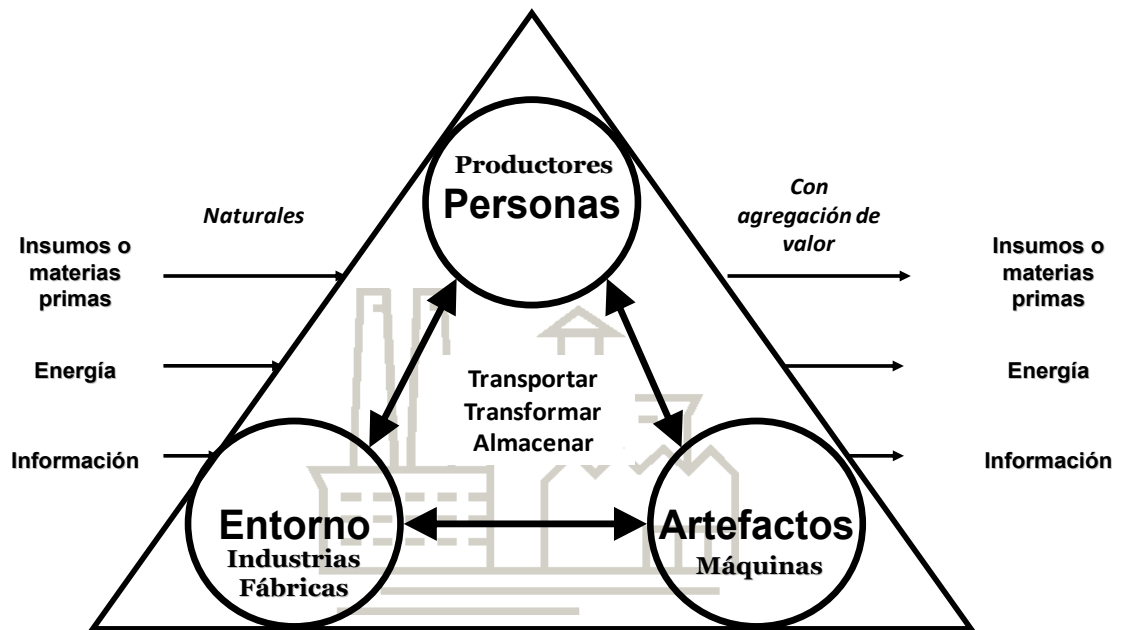 Productores
Personas
Naturales
Con
agregación de
valor
Insumos o
materias
primas
Insumos o
materias
primas
Energía
Transportar
Transformar
Almacenar
Energía
Información
Información
Entorno
Industrias
Fábricas
Artefactos
Máquinas